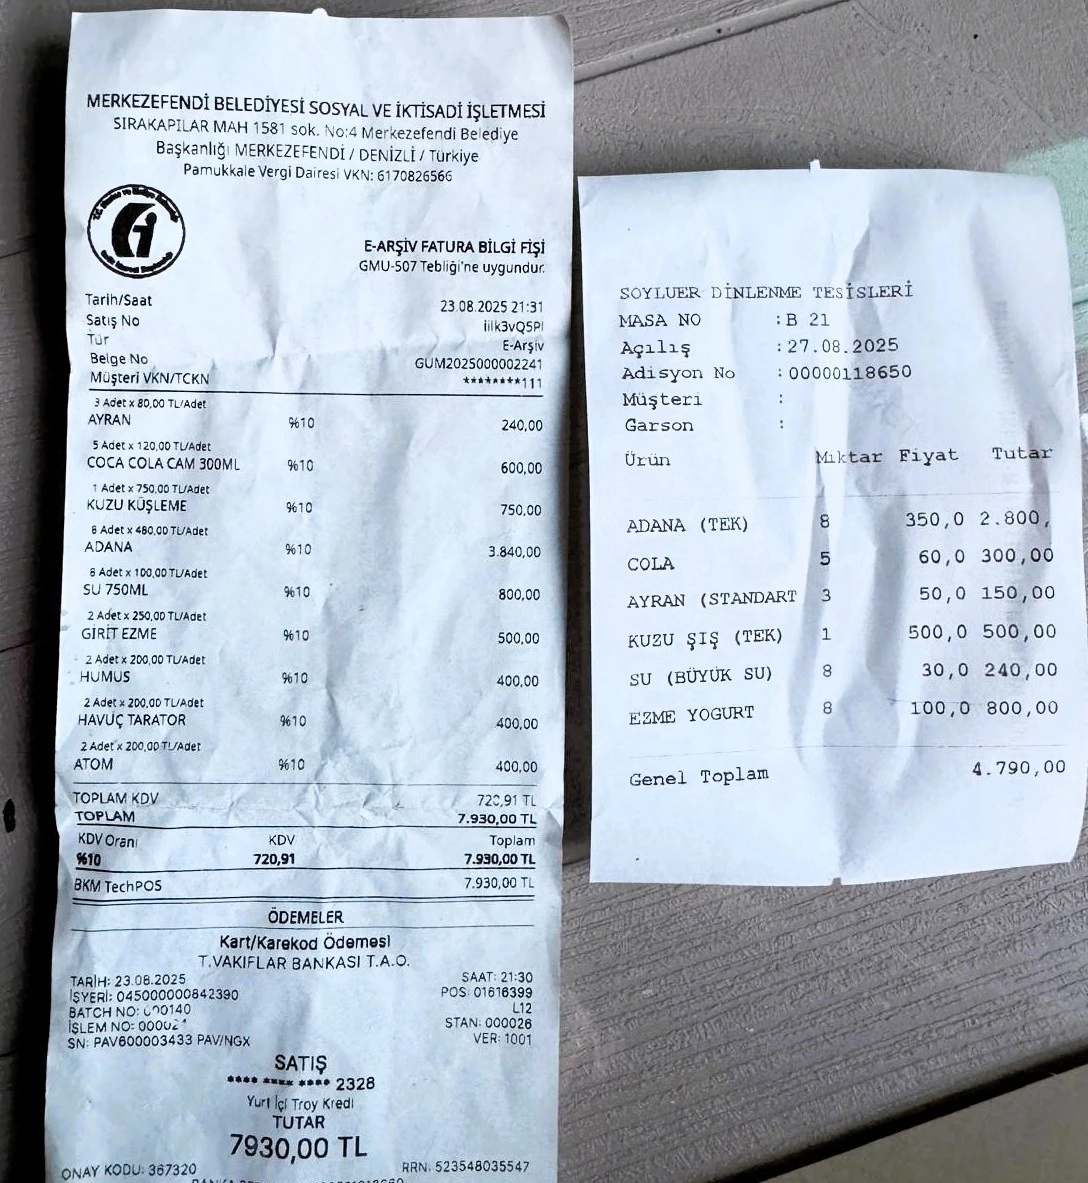 MERKEZEFENDİ BELEDİYESİ SOSYAL VE İKTİSADİ İŞLETMESİ
SIRAKAPILAR MAH 1581 sok. No:4 Merkezefendi Belediye
Başkanlığı MERKEZEFENDİ / DENİZLİ / Türkiye
Pamukkale Vergi Dairesi VKN: 6170826566
E-ARŞİV FATURA BİLGİ FİŞİ
GMU-507 Tebliği'ne uygundur.
Tarih/Saat 23.08.2025 21:31
Satış No iilk3vQ5PI
Tür E-Arşiv
Belge No GUM2025000002241
Müşteri VKN/TCKN ********111
3 Adet x 80,00 TL/Adet
AYRAN %10 240,00
5 Adet x 120,00 TL/Adet
COCA COLA CAM 300ML %10 600,00
1 Adet x 750,00 TL/Adet
KUZU KÜŞLEME %10 750,00
8 Adet x 480,00 TL/Adet
ADANA %10 3.840,00
8 Adet x 100,00 TL/Adet
SU 750ML %10 800,00
2 Adet x 250,00 TL/Adet
GİRİT EZME %10 500,00
2 Adet x 200,00 TL/Adet
HUMUS %10 400,00
2 Adet x 200,00 TL/Adet
HAVUÇ TARATOR %10 400,00
2 Adet x 200,00 TL/Adet
ATOM %10 400,00
TOPLAM KDV 720,91 TL
TOPLAM 7.930,00 TL
KDV Oranı KDV Toplam
%10 720,91 7.930,00 TL
BKM TechPOS 7.930,00 TL
ÖDEMELER
Kart/Karekod Ödemesi
T.VAKIFLAR BANKASI T.A.O.
TARİH: 23.08.2025 SAAT: 21:30
İŞYERİ: 045000000842390 POS: 01616399
BATCH NO: 000140 L12
İŞLEM NO: STAN: 000026
SN: PAV600003433 PAV/NGX VER: 1001
SATIŞ
**** **** **** 2328
Yurt İçi Troy Kredi
TUTAR
7930,00 TL
ONAY KODU: 367320 RRN: 523548035547
SOYLUER DİNLENME TESİSLERİ
MASA NO :B 21
Açılış :27.08.2025
Adisyon No :00000118650
Müşteri :
Garson :
Ürün Mıktar Fiyat Tutar
ADANA (TEK) 8 350,0 2.800,
COLA 5 60,0 300,00
AYRAN (STANDART 3 50,0 150,00
KUZU ŞIŞ (TEK) 1 500,0 500,00
SU (BÜYÜK SU) 8 30,0 240,00
EZME YOGURT 8 100,0 800,00
Genel Toplam 4.790,00